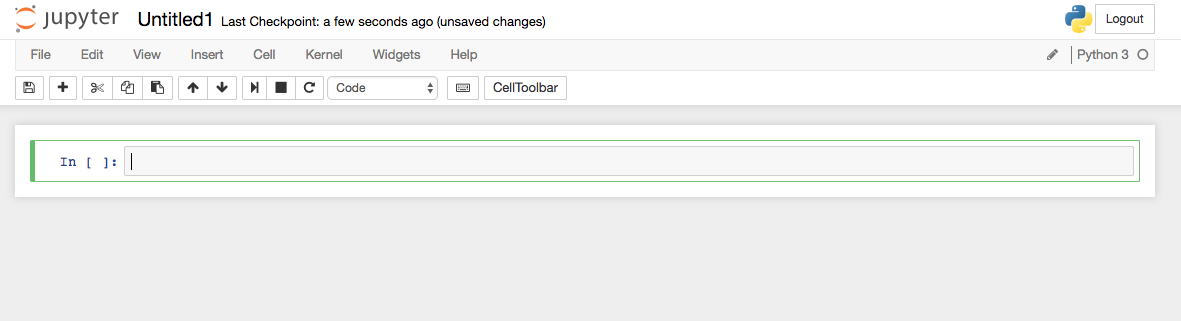 jupyter Untitled1 Last Checkpoint: a few seconds ago (unsaved changes) Logout
File Edit View Insert Cell Kernel Widgets Help Python 3
Code CellToolbar
In [ ]: